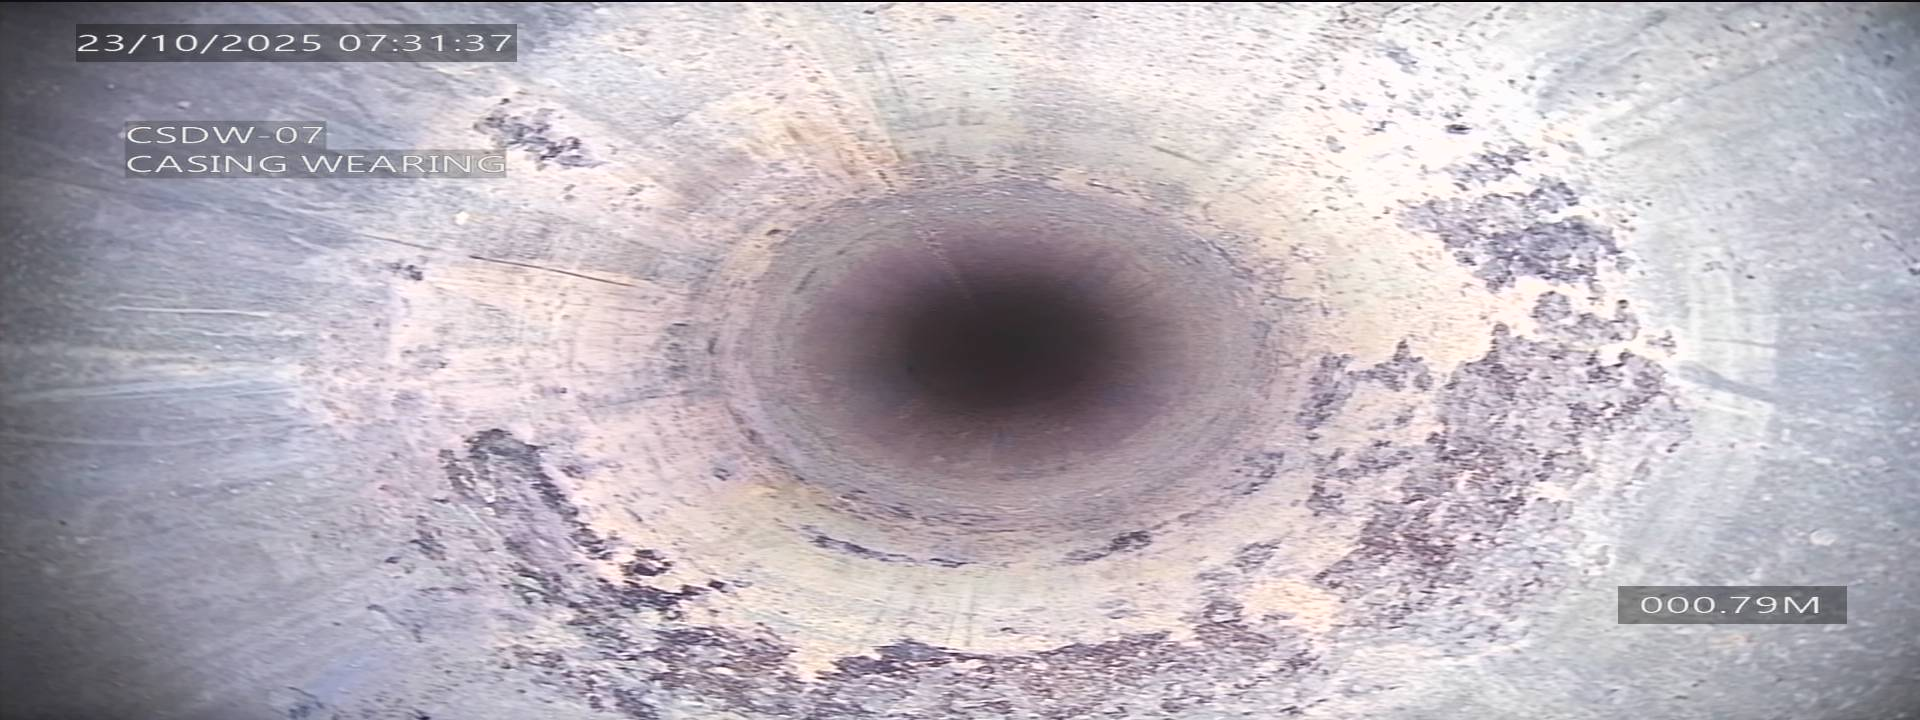 23/10/2025 07:31:37
CSDW-07
CASING WEARING
000.79M